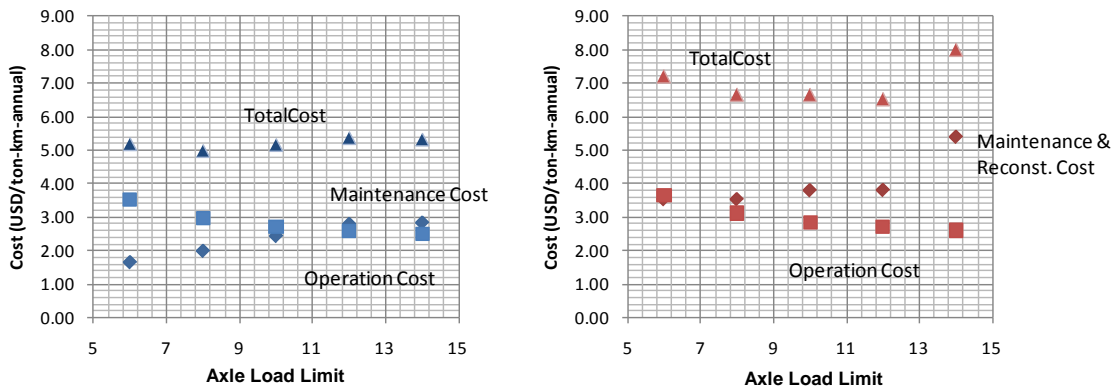 9.00
8.00
7.00
6.00
5.00
4.00
3.00
2.00
1.00
0.00
Cost (USD/ton-km-annual)
TotalCost
Maintenance Cost
Operation Cost
5 7 9 11 13 15
Axle Load Limit
9.00
8.00
7.00
6.00
5.00
4.00
3.00
2.00
1.00
0.00
Cost (USD/ton-km-annual)
TotalCost
Maintenance &
Reconst. Cost
Operation Cost
5 7 9 11 13 15
Axle Load Limit